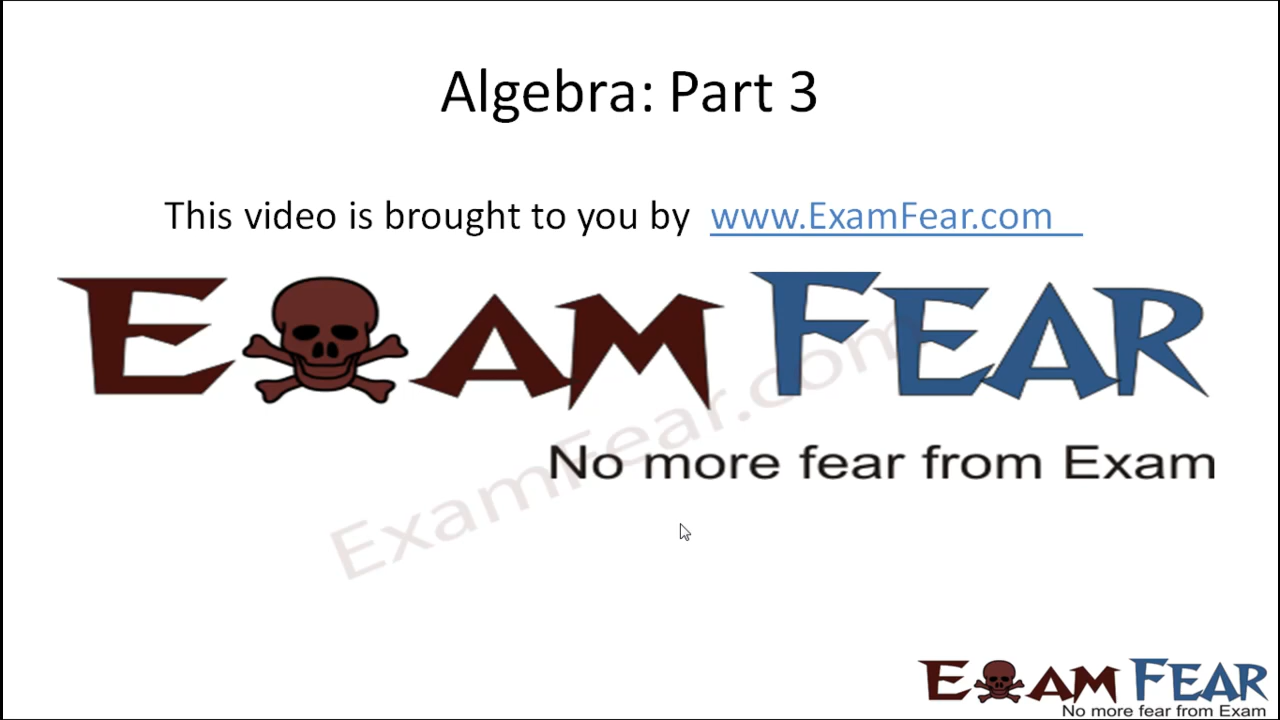 Algebra: Part 3
This video is brought to you by www.ExamFear.com
EXAM FEAR
ExamFear.com
No more fear from Exam
EXAM FEAR
No more fear from Exam